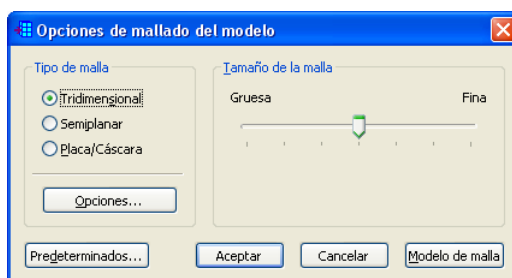 Opciones de mallado del modelo
Tipo de malla
Tridimensional
Semiplanar
Placa/Cáscara
Opciones...
Tamaño de la malla
Gruesa Fina
Predeterminados... Aceptar Cancelar Modelo de malla